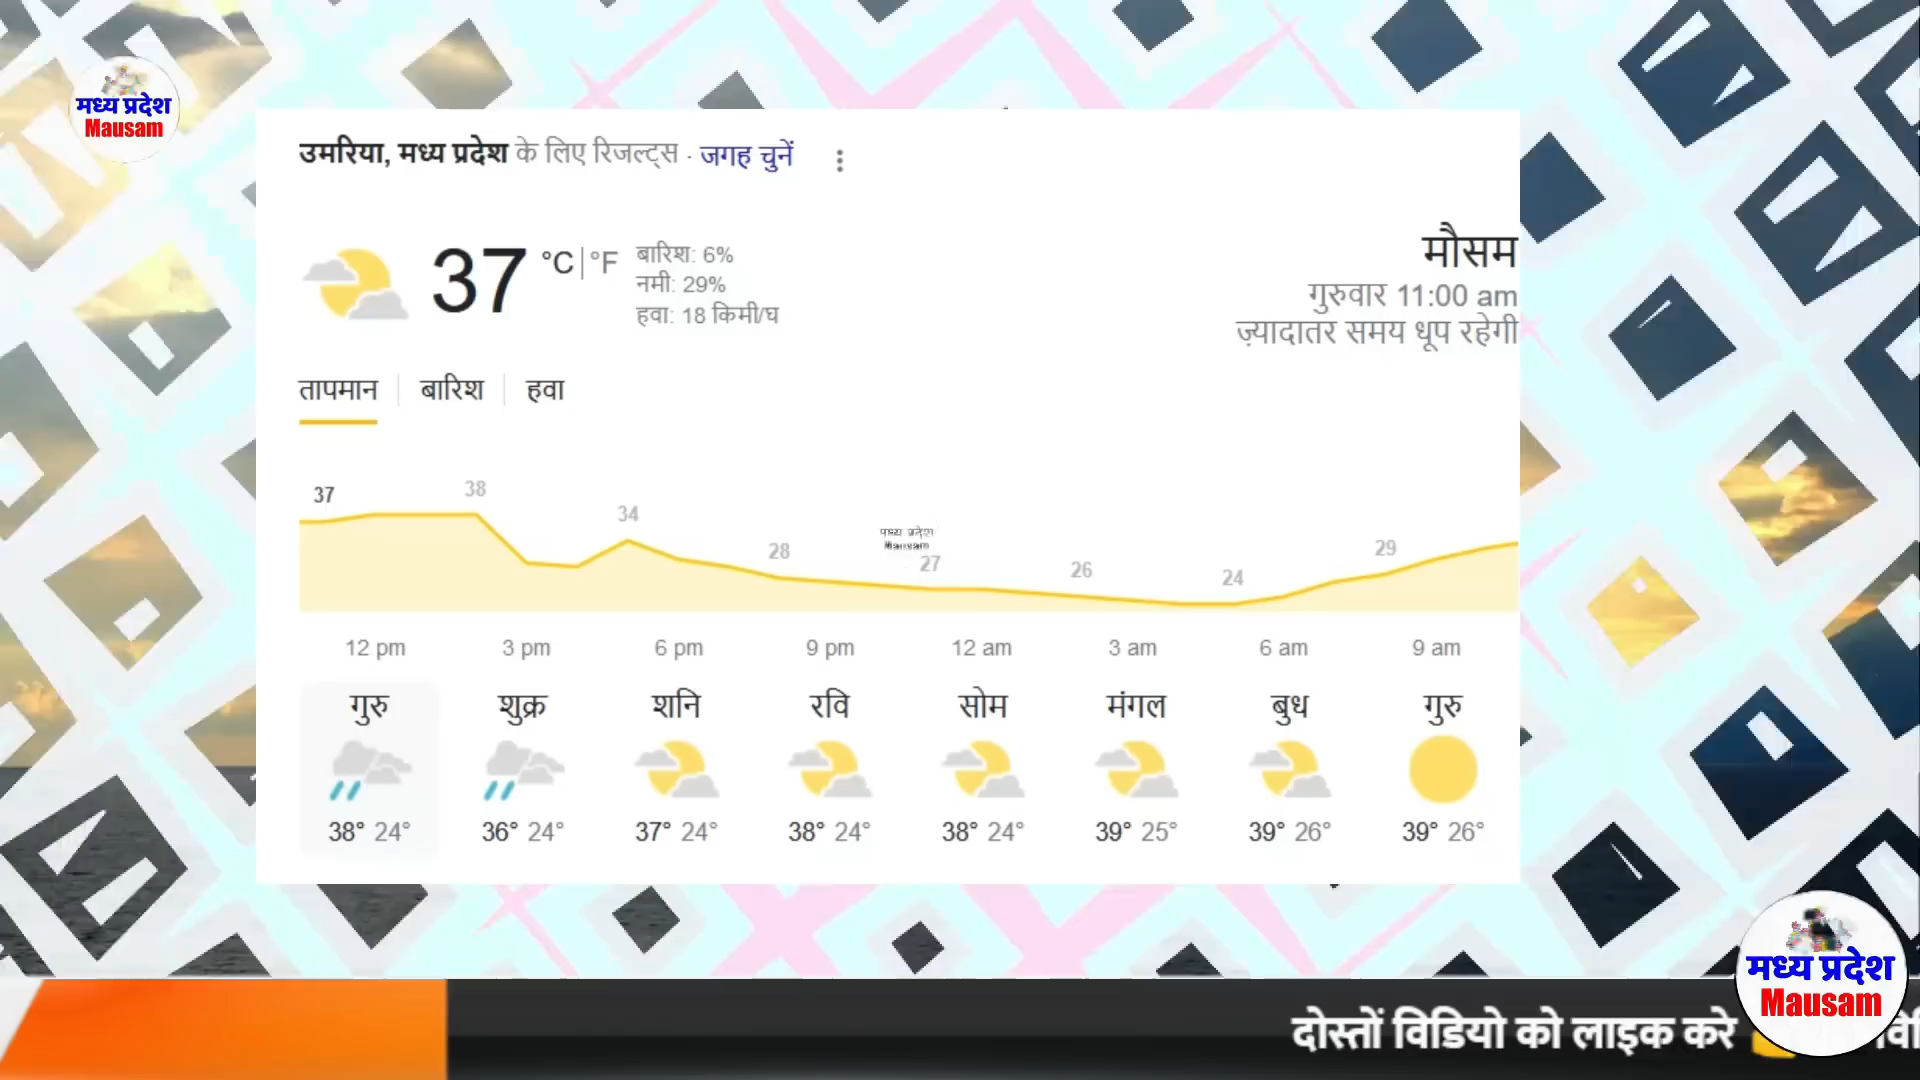 मध्य प्रदेश
Mausam
उमरिया, मध्य प्रदेश के लिए रिजल्ट्स · जगह चुनें
37 °C | °F
बारिश: 6%
नमी: 29%
हवा: 18 किमी/घ
मौसम
गुरुवार 11:00 am
ज़्यादातर समय धूप रहेगी
तापमान | बारिश | हवा
37 38 34 28 27 26 24 29
मध्य प्रदेश
Mausam
12 pm 3 pm 6 pm 9 pm 12 am 3 am 6 am 9 am
गुरु शुक्र शनि रवि सोम मंगल बुध गुरु
38° 24° 36° 24° 37° 24° 38° 24° 38° 24° 39° 25° 39° 26° 39° 26°
मध्य प्रदेश
Mausam
दोस्तों विडियो को लाइक करे